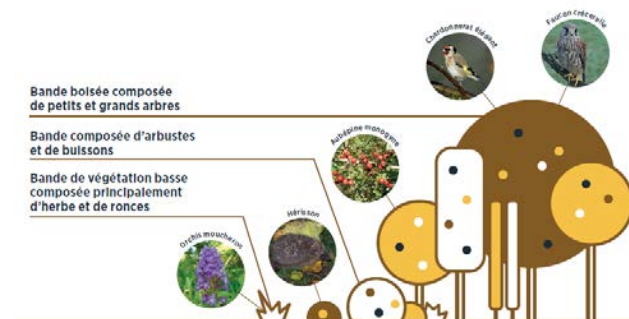 Chardonneret élégant
Faucon crécerelle
Bande boisée composée
de petits et grands arbres
Bande composée d'arbustes
et de buissons
Aubépine monogyne
Bande de végétation basse
composée principalement
d'herbe et de ronces
Hérisson
Orchis moucheron